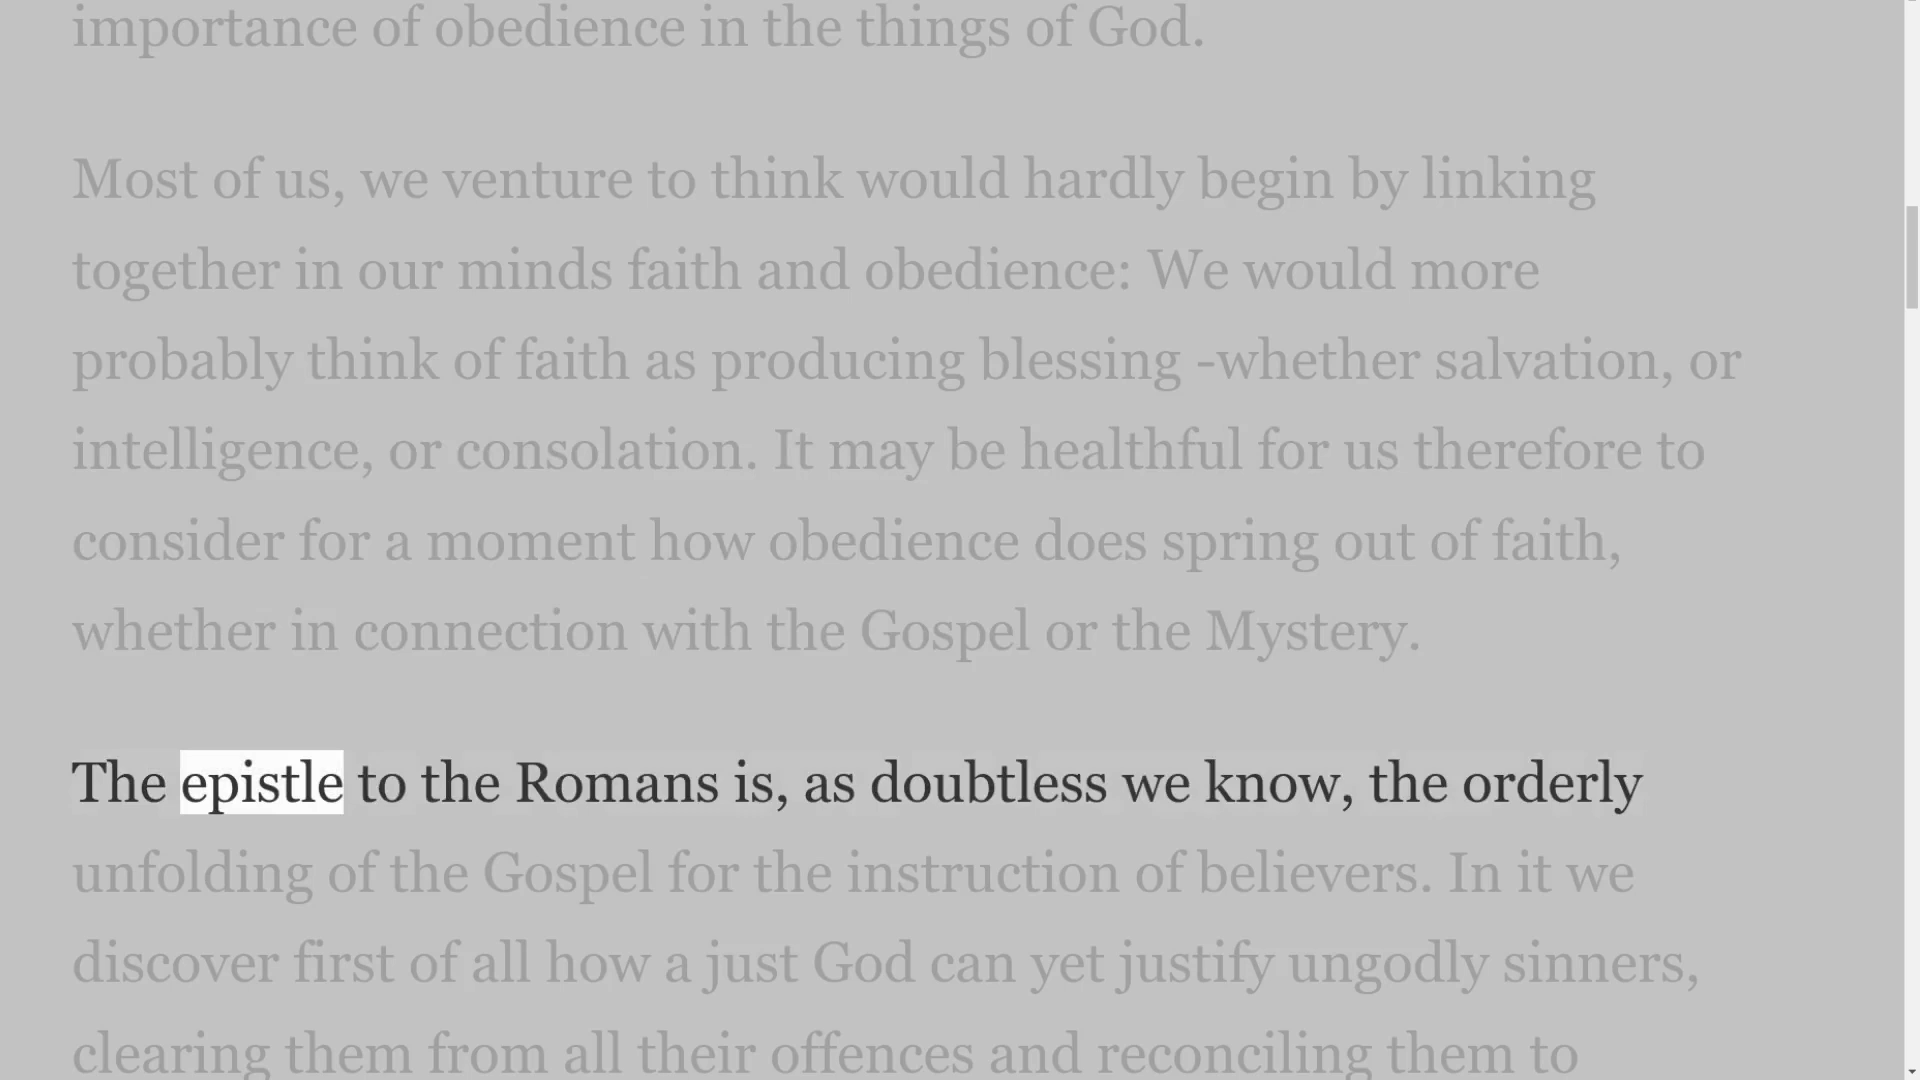 importance of obedience in the things of God.
Most of us, we venture to think would hardly begin by linking
together in our minds faith and obedience: We would more
probably think of faith as producing blessing -whether salvation, or
intelligence, or consolation. It may be healthful for us therefore to
consider for a moment how obedience does spring out of faith,
whether in connection with the Gospel or the Mystery.
The epistle to the Romans is, as doubtless we know, the orderly
unfolding of the Gospel for the instruction of believers. In it we
discover first of all how a just God can yet justify ungodly sinners,
clearing them from all their offences and reconciling them to